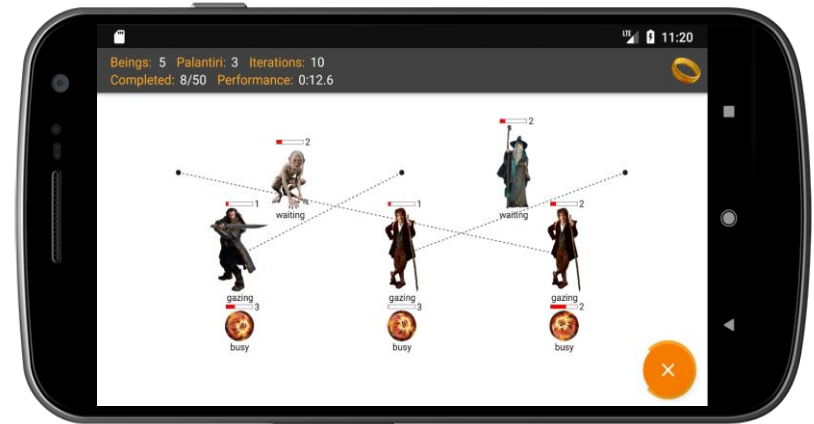 LTE 11:20
Beings: 5 Palantiri: 3 Iterations: 10
Completed: 8/50 Performance: 0:12.6
2
2
waiting
waiting
1
1
2
gazing
gazing
gazing
3
3
2
busy
busy
busy